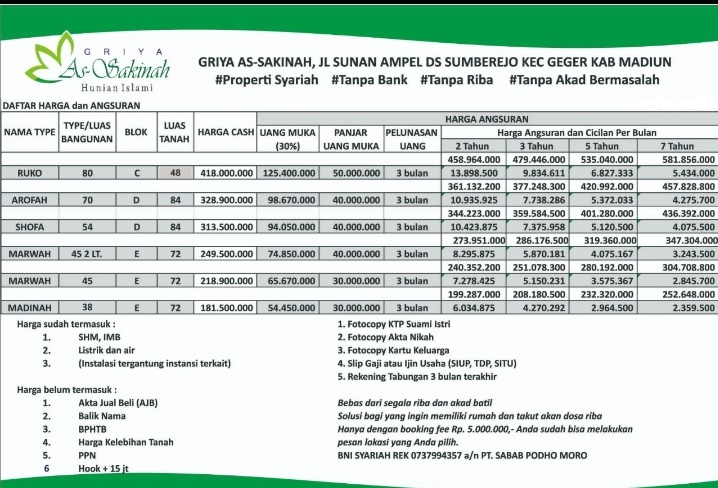 GRIYA
As-Sakinah
Hunian Islami
GRIYA AS-SAKINAH, JL SUNAN AMPEL DS SUMBEREJO KEC GEGER KAB MADIUN
#Properti Syariah #Tanpa Bank #Tanpa Riba #Tanpa Akad Bermasalah
DAFTAR HARGA dan ANGSURAN
NAMA TYPE TYPE/LUAS BANGUNAN BLOK LUAS TANAH HARGA CASH HARGA ANGSURAN
UANG MUKA (30%) PANJAR UANG MUKA PELUNASAN UANG Harga Angsuran dan Cicilan Per Bulan
2 Tahun 3 Tahun 5 Tahun 7 Tahun
458.964.000 479.446.000 535.040.000 581.856.000
RUKO 80 C 48 418.000.000 125.400.000 50.000.000 3 bulan 13.898.500 9.834.611 6.827.333 5.434.000
361.132.200 377.248.300 420.992.000 457.828.800
AROFAH 70 D 84 328.900.000 98.670.000 40.000.000 3 bulan 10.935.925 7.738.286 5.372.033 4.275.700
344.223.000 359.584.500 401.280.000 436.392.000
SHOFA 54 D 84 313.500.000 94.050.000 40.000.000 3 bulan 10.423.875 7.375.958 5.120.500 4.075.500
273.951.000 286.176.500 319.360.000 347.304.000
MARWAH 45 2 LT. E 72 249.500.000 74.850.000 40.000.000 3 bulan 8.295.875 5.870.181 4.075.167 3.243.500
240.352.200 251.078.300 280.192.000 304.708.800
MARWAH 45 E 72 218.900.000 65.670.000 30.000.000 3 bulan 7.278.425 5.150.231 3.575.367 2.845.700
199.287.000 208.180.500 232.320.000 252.648.000
MADINAH 38 E 72 181.500.000 54.450.000 30.000.000 3 bulan 6.034.875 4.270.292 2.964.500 2.359.500
Harga sudah termasuk :
1. SHM, IMB
2. Listrik dan air
3. (Instalasi tergantung instansi terkait)
Harga belum termasuk :
1. Akta Jual Beli (AJB)
2. Balik Nama
3. BPHTB
4. Harga Kelebihan Tanah
5. PPN
6 Hook + 15 jt
1. Fotocopy KTP Suami Istri
2. Fotocopy Akta Nikah
3. Fotocopy Kartu Keluarga
4. Slip Gaji atau Ijin Usaha (SIUP, TDP, SITU)
5. Rekening Tabungan 3 bulan terakhir
Bebas dari segala riba dan akad batil
Solusi bagi yang ingin memiliki rumah dan takut akan dosa riba
Hanya dengan booking fee Rp. 5.000.000,- Anda sudah bisa melakukan
pesan lokasi yang Anda pilih.
BNI SYARIAH REK 0737994357 a/n PT. SABAB PODHO MORO